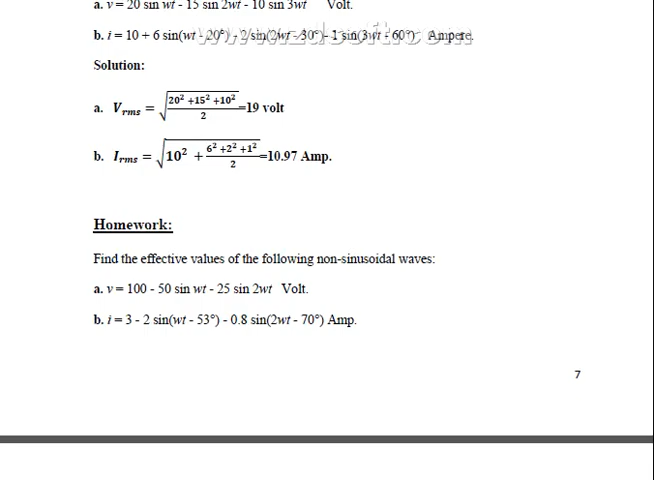 a. v = 20 sin wt - 15 sin 2wt - 10 sin 3wt Volt.
b. i = 10 + 6 sin(wt - 20°) - 2 sin(2wt - 30°) - 1 sin(3wt - 60°) Ampere.
Solution:
a. Vrms = √((20² +15² +10²)/2) =19 volt
b. Irms = √(10² + (6² +2² +1²)/2) =10.97 Amp.
Homework:
Find the effective values of the following non-sinusoidal waves:
a. v = 100 - 50 sin wt - 25 sin 2wt Volt.
b. i = 3 - 2 sin(wt - 53°) - 0.8 sin(2wt - 70°) Amp.
7